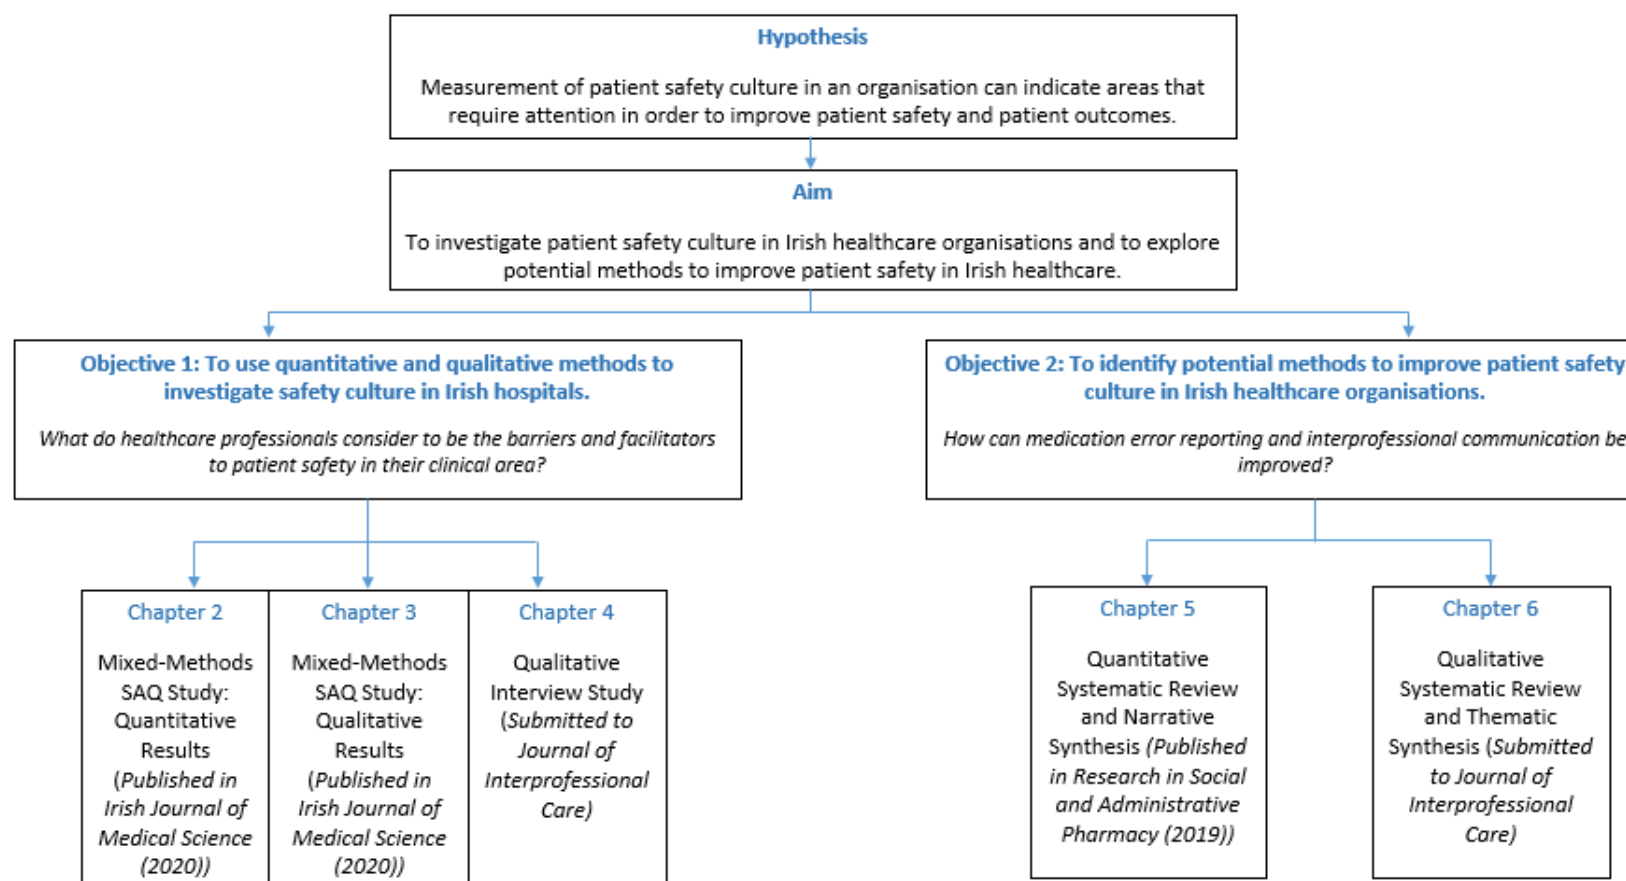 Hypothesis
Measurement of patient safety culture in an organisation can indicate areas that
require attention in order to improve patient safety and patient outcomes.
Aim
To investigate patient safety culture in Irish healthcare organisations and to explore
potential methods to improve patient safety in Irish healthcare.
Objective 1: To use quantitative and qualitative methods to
investigate safety culture in Irish hospitals.
What do healthcare professionals consider to be the barriers and facilitators
to patient safety in their clinical area?
Objective 2: To identify potential methods to improve patient safety
culture in Irish healthcare organisations.
How can medication error reporting and interprofessional communication be
improved?
Chapter 2
Mixed-Methods
SAQ Study:
Quantitative
Results
(Published in
Irish Journal of
Medical Science
(2020))
Chapter 3
Mixed-Methods
SAQ Study:
Qualitative
Results
(Published in
Irish Journal of
Medical Science
(2020))
Chapter 4
Qualitative
Interview Study
(Submitted to
Journal of
Interprofessional
Care)
Chapter 5
Quantitative
Systematic Review
and Narrative
Synthesis (Published
in Research in Social
and Administrative
Pharmacy (2019))
Chapter 6
Qualitative
Systematic Review
and Thematic
Synthesis (Submitted
to Journal of
Interprofessional
Care)